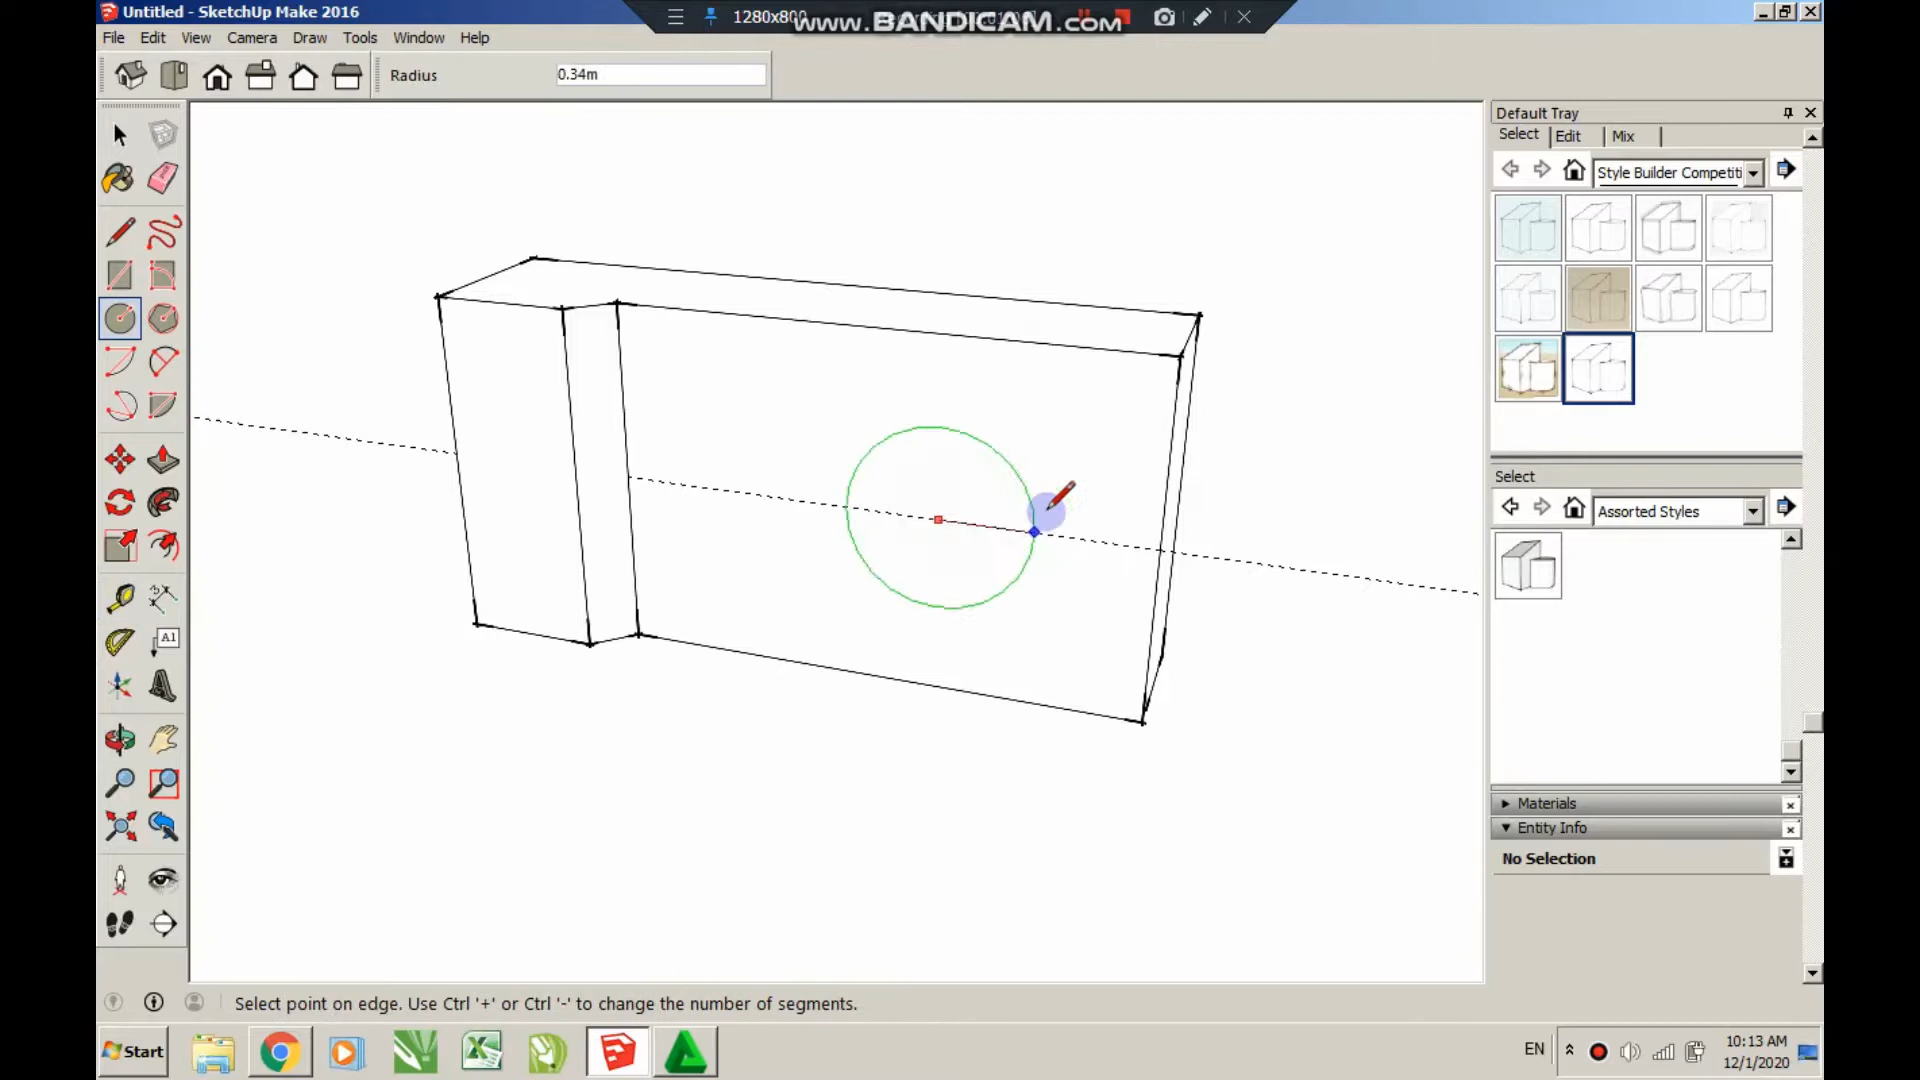 Untitled - SketchUp Make 2016
1280x800
www.BANDICAM.com
File Edit View Camera Draw Tools Window Help
Radius 0.34m
Default Tray
Select Edit Mix
Style Builder Competiti
Select
Assorted Styles
A1
Materials
Entity Info
No Selection
Select point on edge. Use Ctrl '+' or Ctrl '-' to change the number of segments.
Start
EN
10:13 AM
12/1/2020